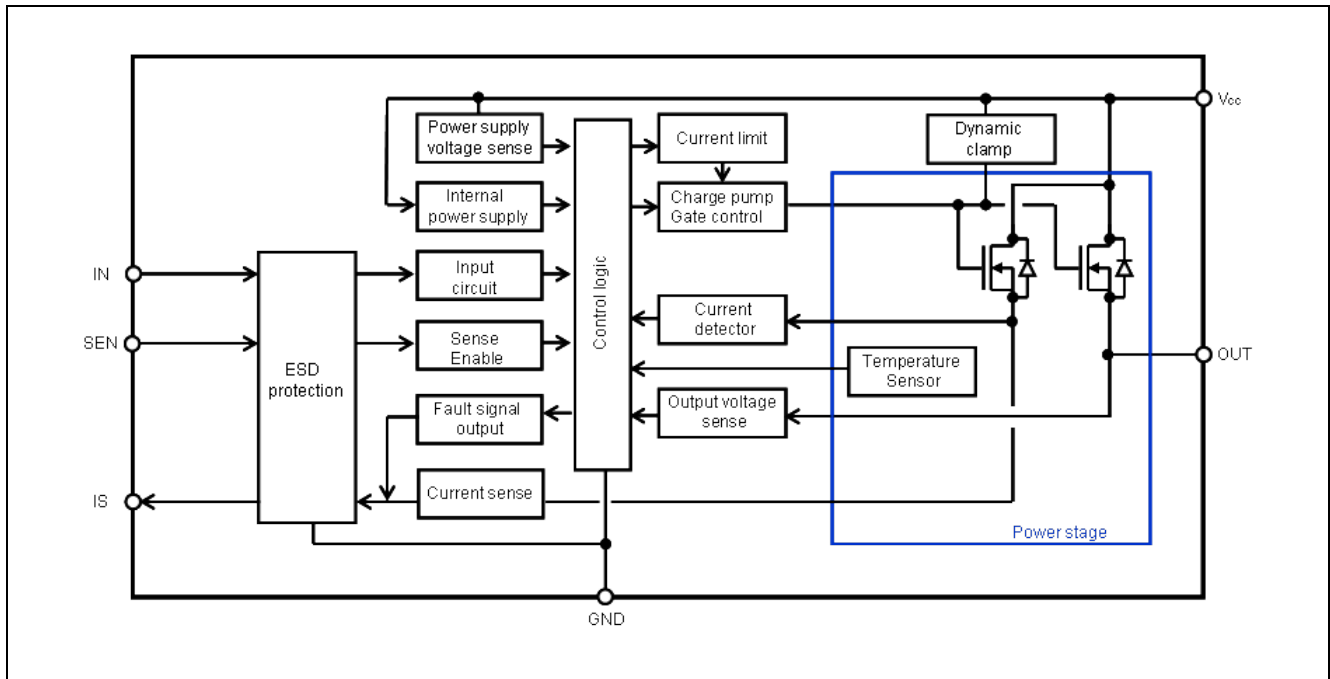 Vcc
Power supply
voltage sense
Current limit
Dynamic
clamp
Internal
power supply
Charge pump
Gate control
IN
Input
circuit
Control logic
SEN
Sense
Enable
Current
detector
OUT
ESD
protection
Temperature
Sensor
Fault signal
output
Output voltage
sense
IS
Current sense
Power stage
GND